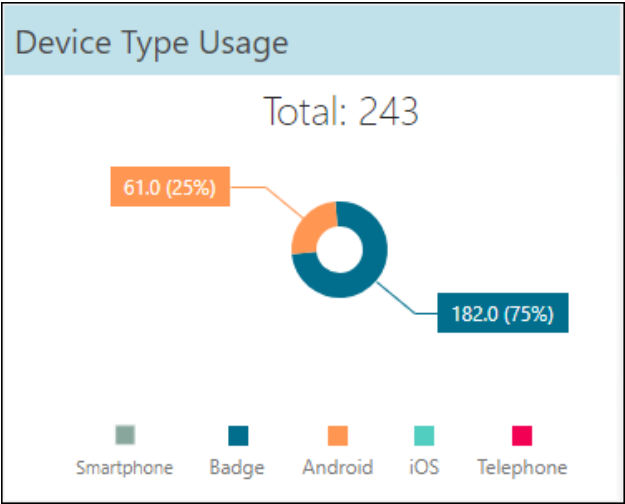 Device Type Usage
Total: 243
61.0 (25%)
182.0 (75%)
Smartphone Badge Android iOS Telephone